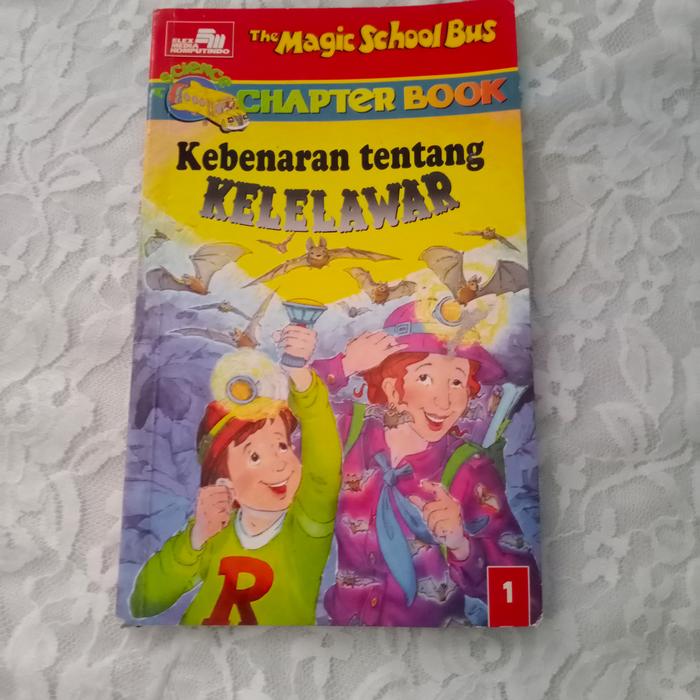 ELEX
MEDIA
KOMPUTINDO
The Magic School Bus
SCIENCE
CHAPTER BOOK
Kebenaran tentang
KELELAWAR
R
1